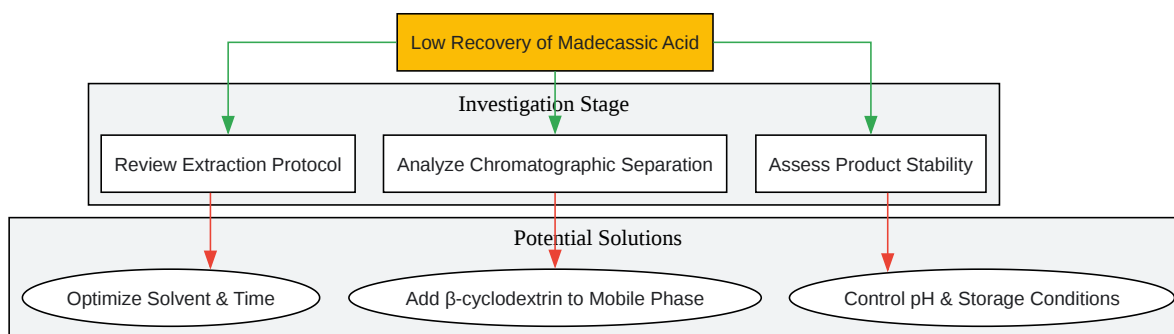 Low Recovery of Madecassic Acid
Investigation Stage
Review Extraction Protocol
Analyze Chromatographic Separation
Assess Product Stability
Potential Solutions
Optimize Solvent & Time
Add β-cyclodextrin to Mobile Phase
Control pH & Storage Conditions